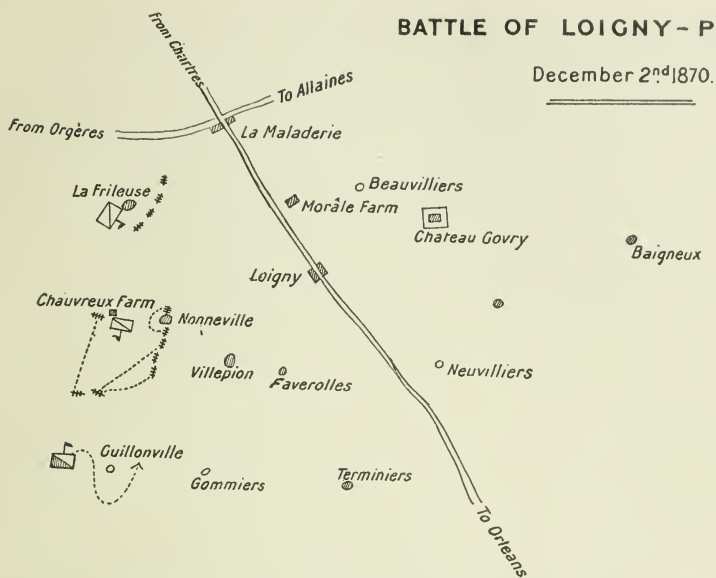 BATTLE OF LOIGNY-P
December 2nd 1870.
From Chartres
To Allaines
From Orgères
La Maladerie
La Frileuse
Beauvilliers
Morâle Farm
Chateau Govry
Baigneux
Loigny
Chauvreux Farm
Nonneville
Villepion
Faverolles
Neuvilliers
Guillonville
Gommiers
Terminiers
To Orleans